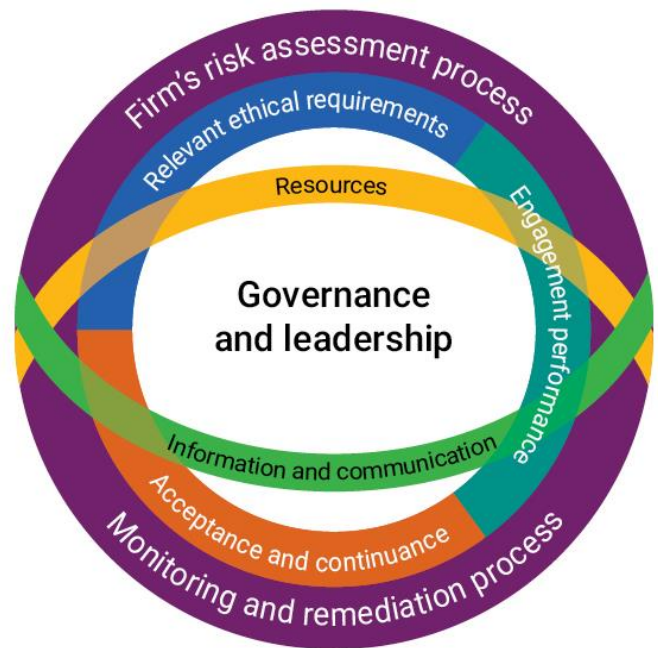 Firm's risk assessment process
Relevant ethical requirements
Resources
Engagement performance
Governance
and leadership
Information and communication
Acceptance and continuance
Monitoring and remediation process